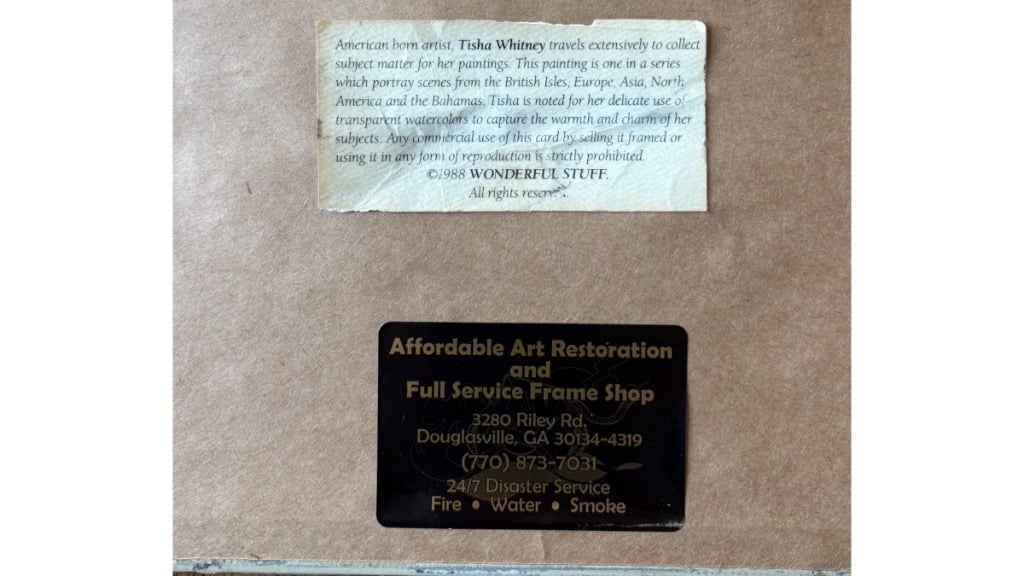 American born artist, Tisha Whitney travels extensively to collect
subject matter for her paintings. This painting is one in a series
which portray scenes from the British Isles, Europe, Asia, North
America and the Bahamas. Tisha is noted for her delicate use of
transparent watercolors to capture the warmth and charm of her
subjects. Any commercial use of this card by selling it framed or
using it in any form of reproduction is strictly prohibited.
©1988 WONDERFUL STUFF.
All rights
Affordable Art Restoration
and
Full Service Frame Shop
3280 Riley Rd.
Douglasville, GA 30134-4319
(770) 873-7031
24/7 Disaster Service
Fire • Water • Smoke